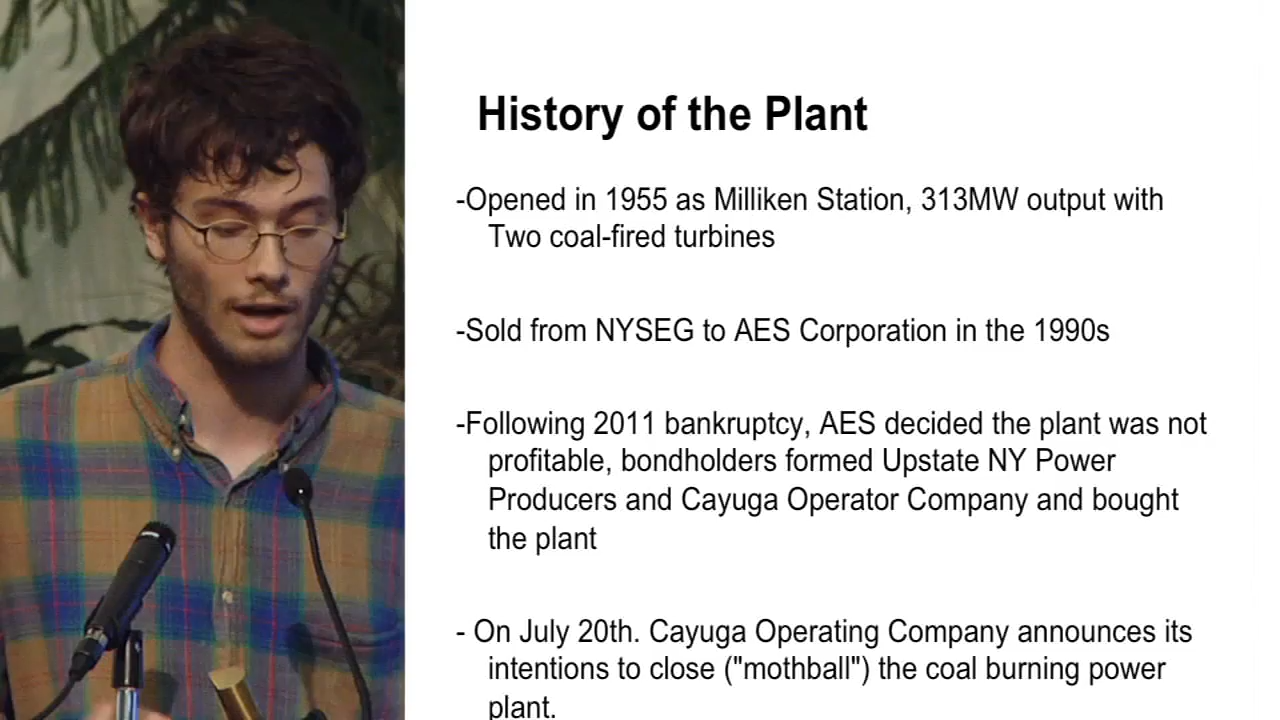 History of the Plant
-Opened in 1955 as Milliken Station, 313MW output with
Two coal-fired turbines
-Sold from NYSEG to AES Corporation in the 1990s
-Following 2011 bankruptcy, AES decided the plant was not
profitable, bondholders formed Upstate NY Power
Producers and Cayuga Operator Company and bought
the plant
- On July 20th. Cayuga Operating Company announces its
intentions to close ("mothball") the coal burning power
plant.